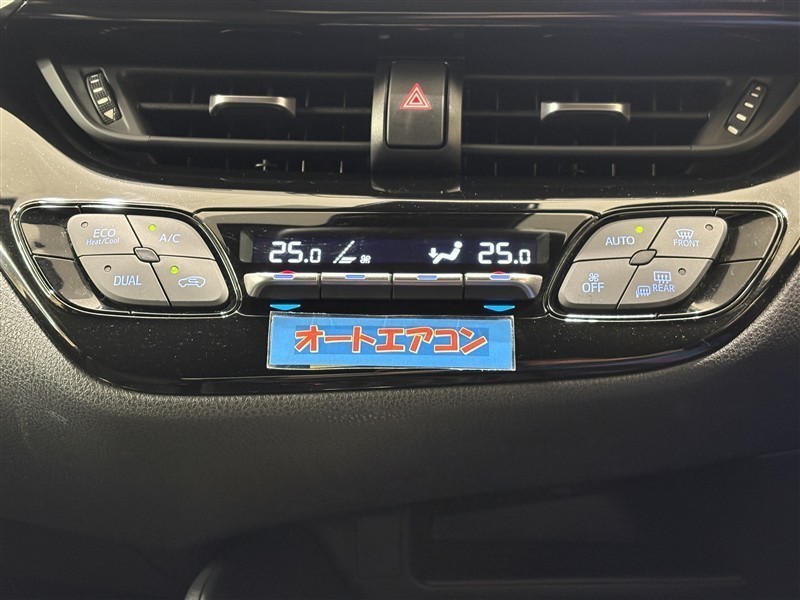 ECO
Heat/Cool
A/C
DUAL
25.0
25.0
AUTO
FRONT
OFF
REAR
オートエアコン